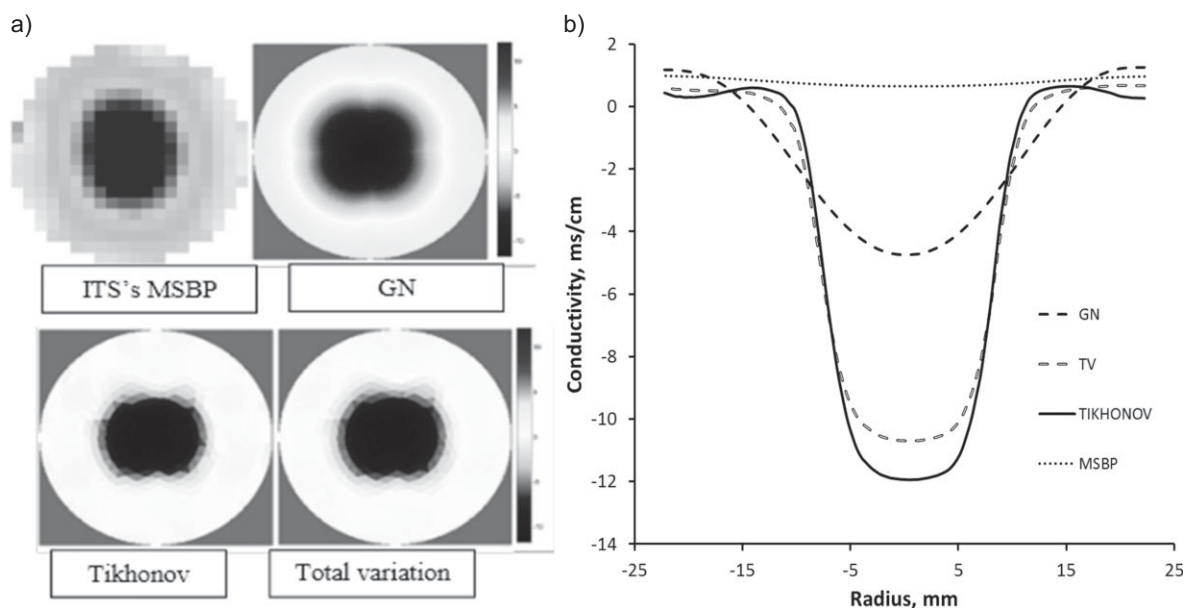 a)
ITS's MSBP
GN
Tikhonov
Total variation
b)
Conductivity, ms/cm
2
0
-2
-4
-6
-8
-10
-12
-14
-25
-15
-5
5
15
25
Radius, mm
GN
TV
TIKHONOV
MSBP